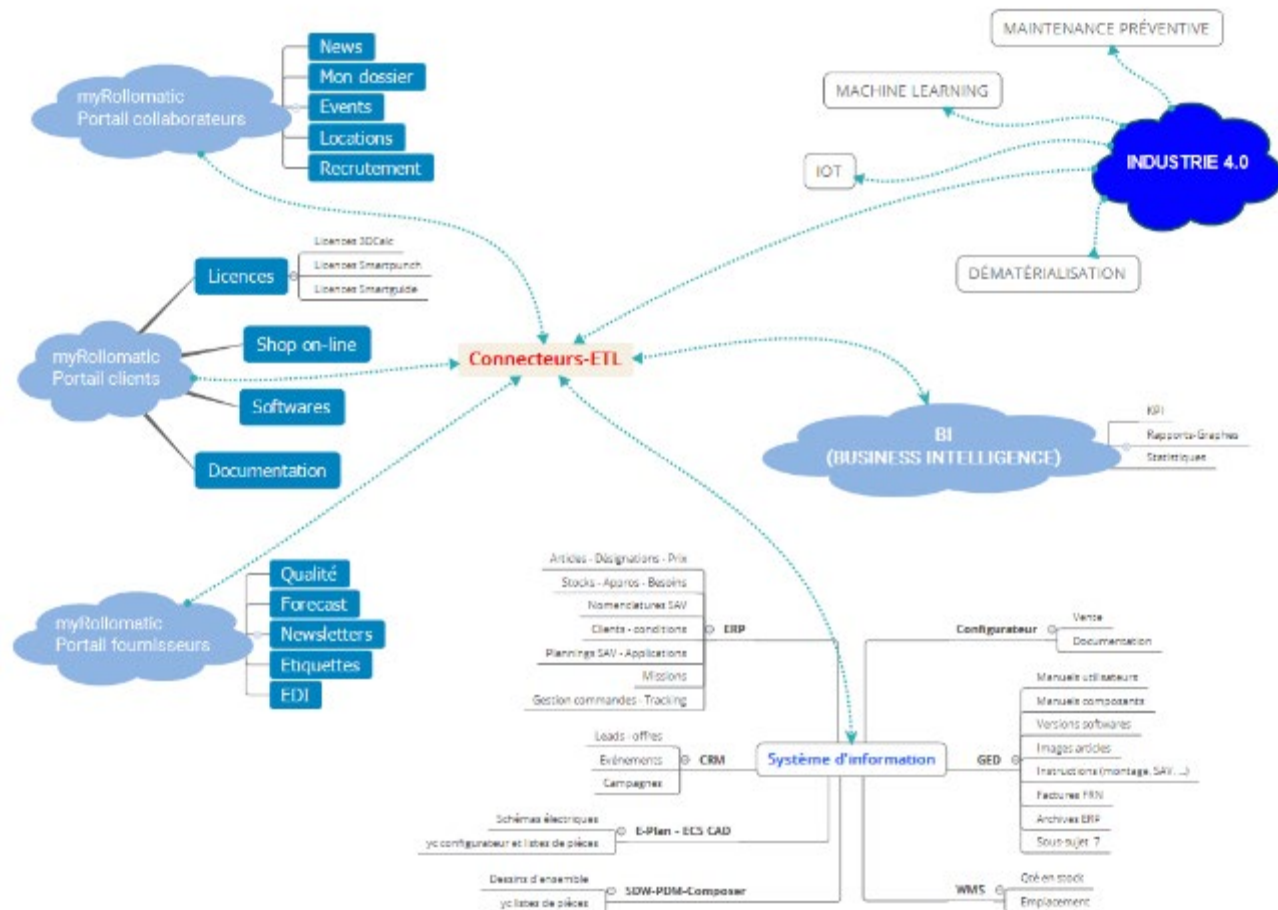 News
Mon dossier
Events
Locations
Recrutement
myRollomatic
Portail collaborateurs
MAINTENANCE PRÉVENTIVE
MACHINE LEARNING
IOT
INDUSTRIE 4.0
DÉMATÉRIALISATION
Licences
Licences 3DCalc
Licences Smartpunch
Licences Smartguide
myRollomatic
Portail clients
Shop on-line
Softwares
Documentation
Connecteurs-ETL
BI
(BUSINESS INTELLIGENCE)
KPI
Rapports-Graphes
Statistiques
myRollomatic
Portail fournisseurs
Qualité
Forecast
Newsletters
Etiquettes
EDI
Articles - Désignations - Prix
Stocks - Appros - Besoins
Nomenclatures SAV
Clients - conditions
Plannings SAV - Applications
Missions
Gestion commandes - Tracking
ERP
Leads - offres
Evénements
Campagnes
CRM
Schémas électriques
yc configurateur et listes de pièces
E-Plan - ECS CAD
Dessins d'ensemble
yc listes de pièces
SDW-PDM-Composer
Système d'information
Configurateur
Vente
Documentation
GED
Manuels utilisateurs
Manuels composants
Versions softwares
Images articles
Instructions (montage, SAV, ...)
Factures FRN
Archives ERP
Sous-sujet 7
WMS
Qté en stock
Emplacement